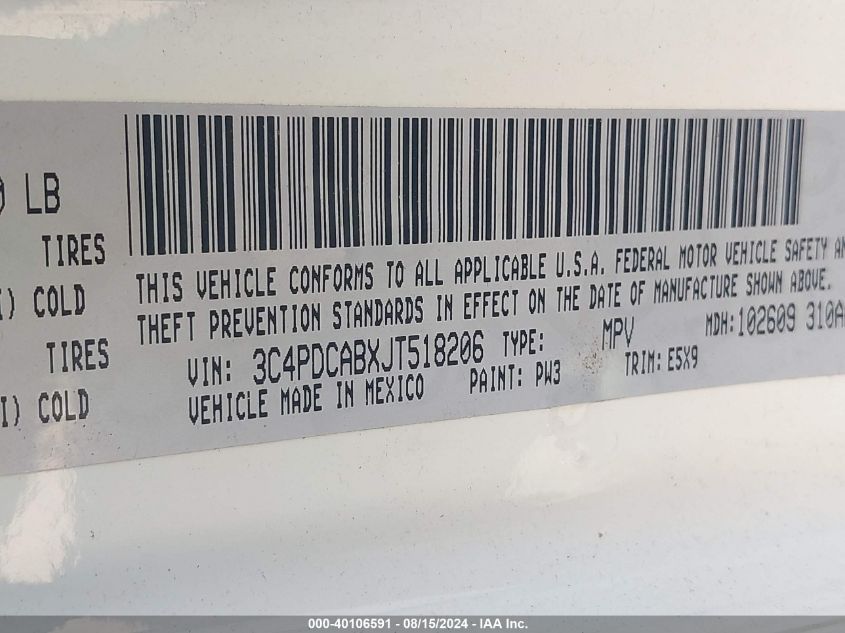 LB
TIRES
COLD
TIRES
COLD
THIS VEHICLE CONFORMS TO ALL APPLICABLE U.S.A. FEDERAL MOTOR VEHICLE SAFETY
THEFT PREVENTION STANDARDS IN EFFECT ON THE DATE OF MANUFACTURE SHOWN ABOVE.
VIN: 3C4PDCABXJT518206 TYPE: MPV MDH:102609
VEHICLE MADE IN MEXICO PAINT: PW3 TRIM: E5X9
000-40106591 - 08/15/2024 - IAA Inc.